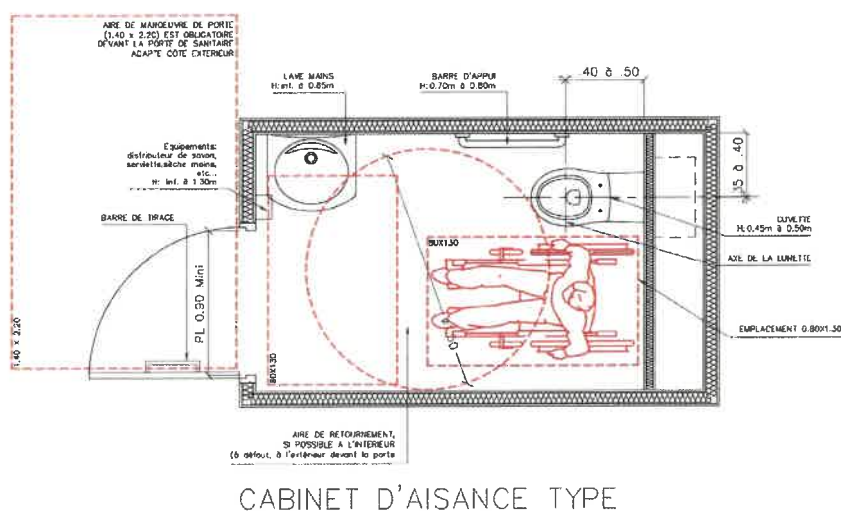 AIRE DE MANOEUVRE DE PORTE
(1.40 x 2.20) EST OBLIGATOIRE
DEVANT LA PORTE DE SANITAIRE
ADAPTE COTE EXTERIEUR
LAVE MAINS
H:inf. à 0.85m
BARRE D'APPUI
H:0.70m à 0.80m
.40 à .50
.35 à .40
Equipements:
distributeur de savon,
serviette,sèche mains,
etc...
H: inf. à 1.30m
BARRE DE TIRAGE
PL 0.90 Mini
1.40 x 2.20
80X130
80X130
CUVETTE
H:0.45m à 0.50m
AXE DE LA LUNETTE
EMPLACEMENT 0.80X1.30
AIRE DE RETOURNEMENT,
SI POSSIBLE A L'INTERIEUR
(à défaut, à l'extérieur devant la porte
CABINET D'AISANCE TYPE